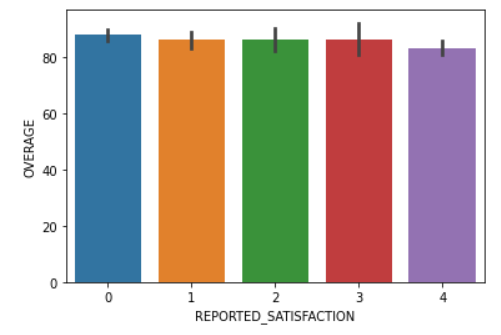 80
60
40
20
0
OVERAGE
0 1 2 3 4
REPORTED_SATISFACTION